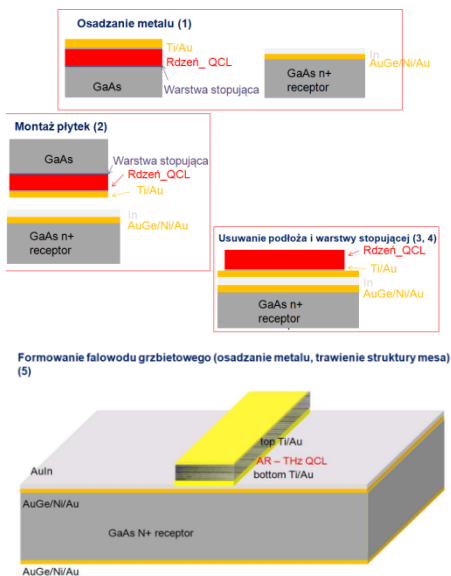 Osadzanie metalu (1)
Ti/Au
Rdzeń_ QCL
GaAs
Warstwa stopująca
In
AuGe/Ni/Au
GaAs n+
receptor
Montaż płytek (2)
GaAs
Warstwa stopująca
Rdzeń_QCL
Ti/Au
In
AuGe/Ni/Au
GaAs n+
receptor
Usuwanie podłoża i warstwy stopującej (3, 4)
Rdzeń_QCL
Ti/Au
In
AuGe/Ni/Au
GaAs n+
receptor
Formowanie falowodu grzbietowego (osadzanie metalu, trawienie struktury mesa)
(5)
top Ti/Au
AR – THz QCL
bottom Ti/Au
AuIn
AuGe/Ni/Au
GaAs N+ receptor
AuGe/Ni/Au